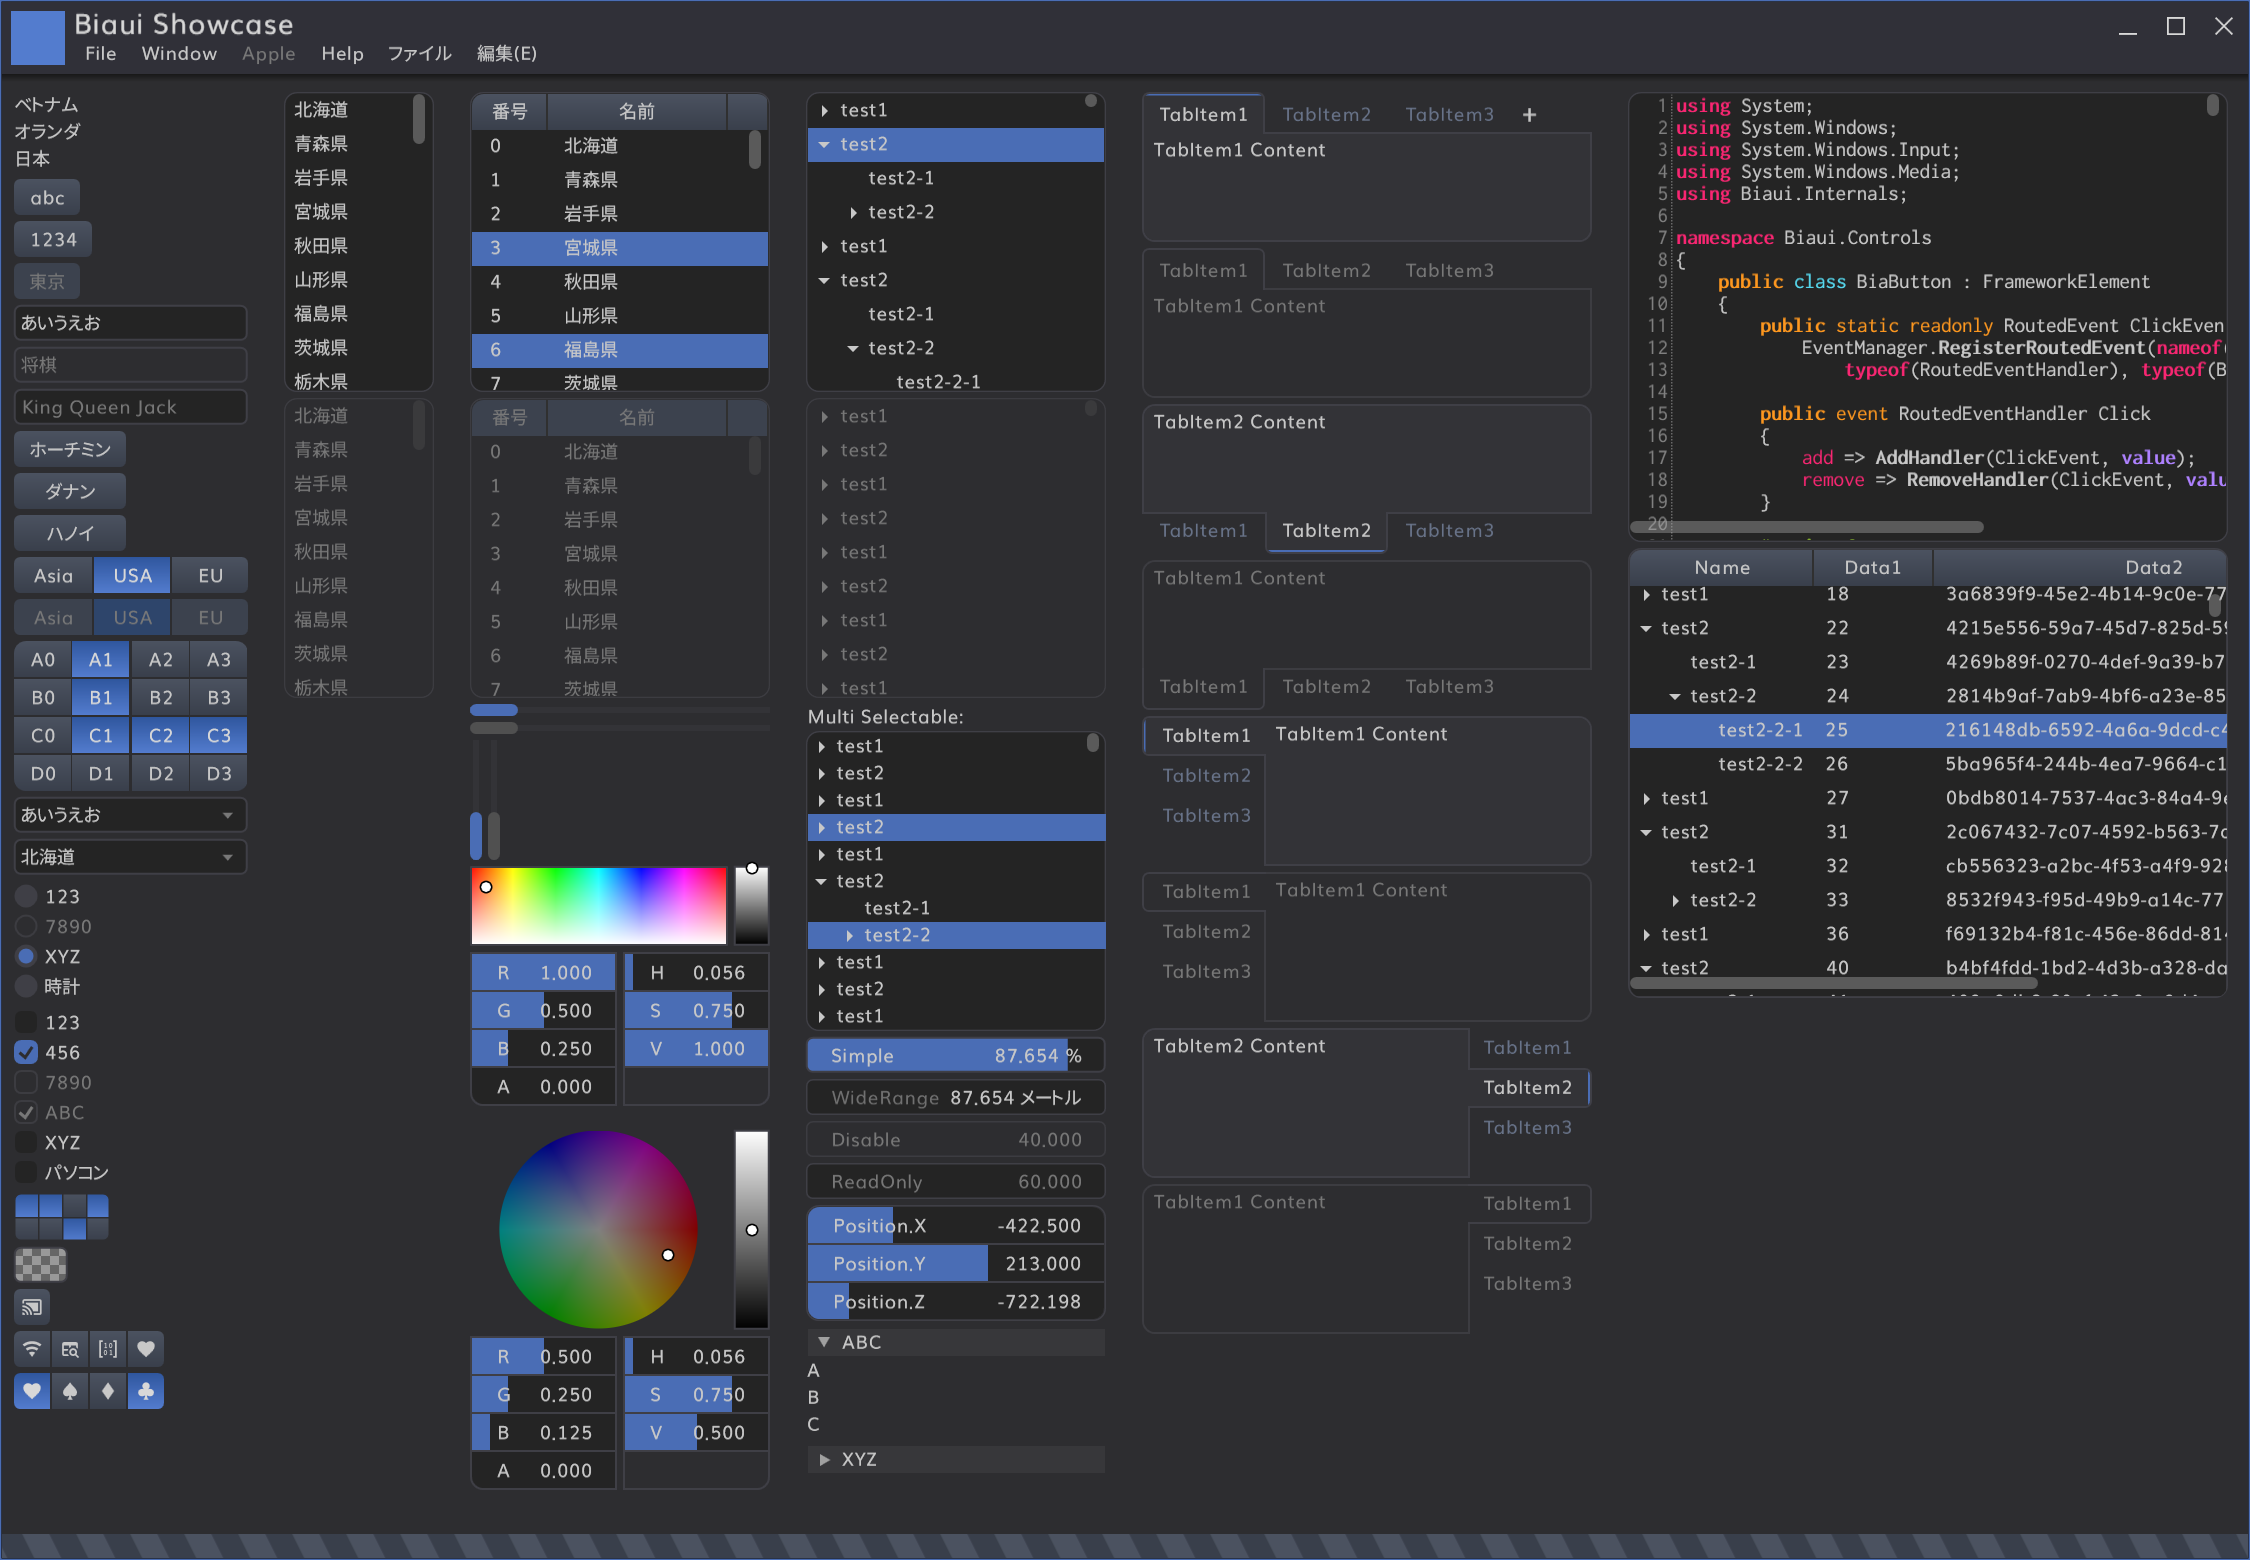 Biaui Showcase
File Window Apple Help ファイル 編集(E)
ベトナム
オランダ
日本
abc
1234
東京
あいうえお
将棋
King Queen Jack
ホーチミン
ダナン
ハノイ
Asia USA EU
Asia USA EU
A0 A1 A2 A3
B0 B1 B2 B3
C0 C1 C2 C3
D0 D1 D2 D3
あいうえお
北海道
123
7890
XYZ
時計
123
456
7890
ABC
XYZ
パソコン
北海道
青森県
岩手県
宮城県
秋田県
山形県
福島県
茨城県
栃木県
北海道
青森県
岩手県
宮城県
秋田県
山形県
福島県
茨城県
栃木県
番号 名前
0 北海道
1 青森県
2 岩手県
3 宮城県
4 秋田県
5 山形県
6 福島県
7 茨城県
番号 名前
0 北海道
1 青森県
2 岩手県
3 宮城県
4 秋田県
5 山形県
6 福島県
7 茨城県
R 1.000 H 0.056
G 0.500 S 0.750
B 0.250 V 1.000
A 0.000
R 0.500 H 0.056
G 0.250 S 0.750
B 0.125 V 0.500
A 0.000
test1
test2
test2-1
test2-2
test1
test2
test2-1
test2-2
test2-2-1
test1
test2
test1
test2
test1
test2
test1
test2
test1
Multi Selectable:
test1
test2
test1
test2
test1
test2
test2-1
test2-2
test1
test2
test1
Simple 87.654 %
WideRange 87.654 メートル
Disable 40.000
ReadOnly 60.000
Position.X -422.500
Position.Y 213.000
Position.Z -722.198
ABC
A
B
C
XYZ
TabItem1 TabItem2 TabItem3 +
TabItem1 Content
TabItem1 TabItem2 TabItem3
TabItem1 Content
TabItem2 Content
TabItem1 TabItem2 TabItem3
TabItem1 Content
TabItem1 TabItem2 TabItem3
TabItem1 TabItem1 Content
TabItem2
TabItem3
TabItem1 TabItem1 Content
TabItem2
TabItem3
TabItem2 Content TabItem1
TabItem2
TabItem3
TabItem1 Content TabItem1
TabItem2
TabItem3
1 using System;
2 using System.Windows;
3 using System.Windows.Input;
4 using System.Windows.Media;
5 using Biaui.Internals;
6
7 namespace Biaui.Controls
8 {
9 public class BiaButton : FrameworkElement
10 {
11 public static readonly RoutedEvent ClickEven
12 EventManager.RegisterRoutedEvent(nameof(
13 typeof(RoutedEventHandler), typeof(B
14
15 public event RoutedEventHandler Click
16 {
17 add => AddHandler(ClickEvent, value);
18 remove => RemoveHandler(ClickEvent, valu
19 }
20
Name Data1 Data2
test1 18 3a6839f9-45e2-4b14-9c0e-77
test2 22 4215e556-59a7-45d7-825d-59
test2-1 23 4269b89f-0270-4def-9a39-b7
test2-2 24 2814b9af-7ab9-4bf6-a23e-85
test2-2-1 25 216148db-6592-4a6a-9dcd-c4
test2-2-2 26 5ba965f4-244b-4ea7-9664-c1
test1 27 0bdb8014-7537-4ac3-84a4-9e
test2 31 2c067432-7c07-4592-b563-7c
test2-1 32 cb556323-a2bc-4f53-a4f9-928
test2-2 33 8532f943-f95d-49b9-a14c-77
test1 36 f69132b4-f81c-456e-86dd-814
test2 40 b4bf4fdd-1bd2-4d3b-a328-da